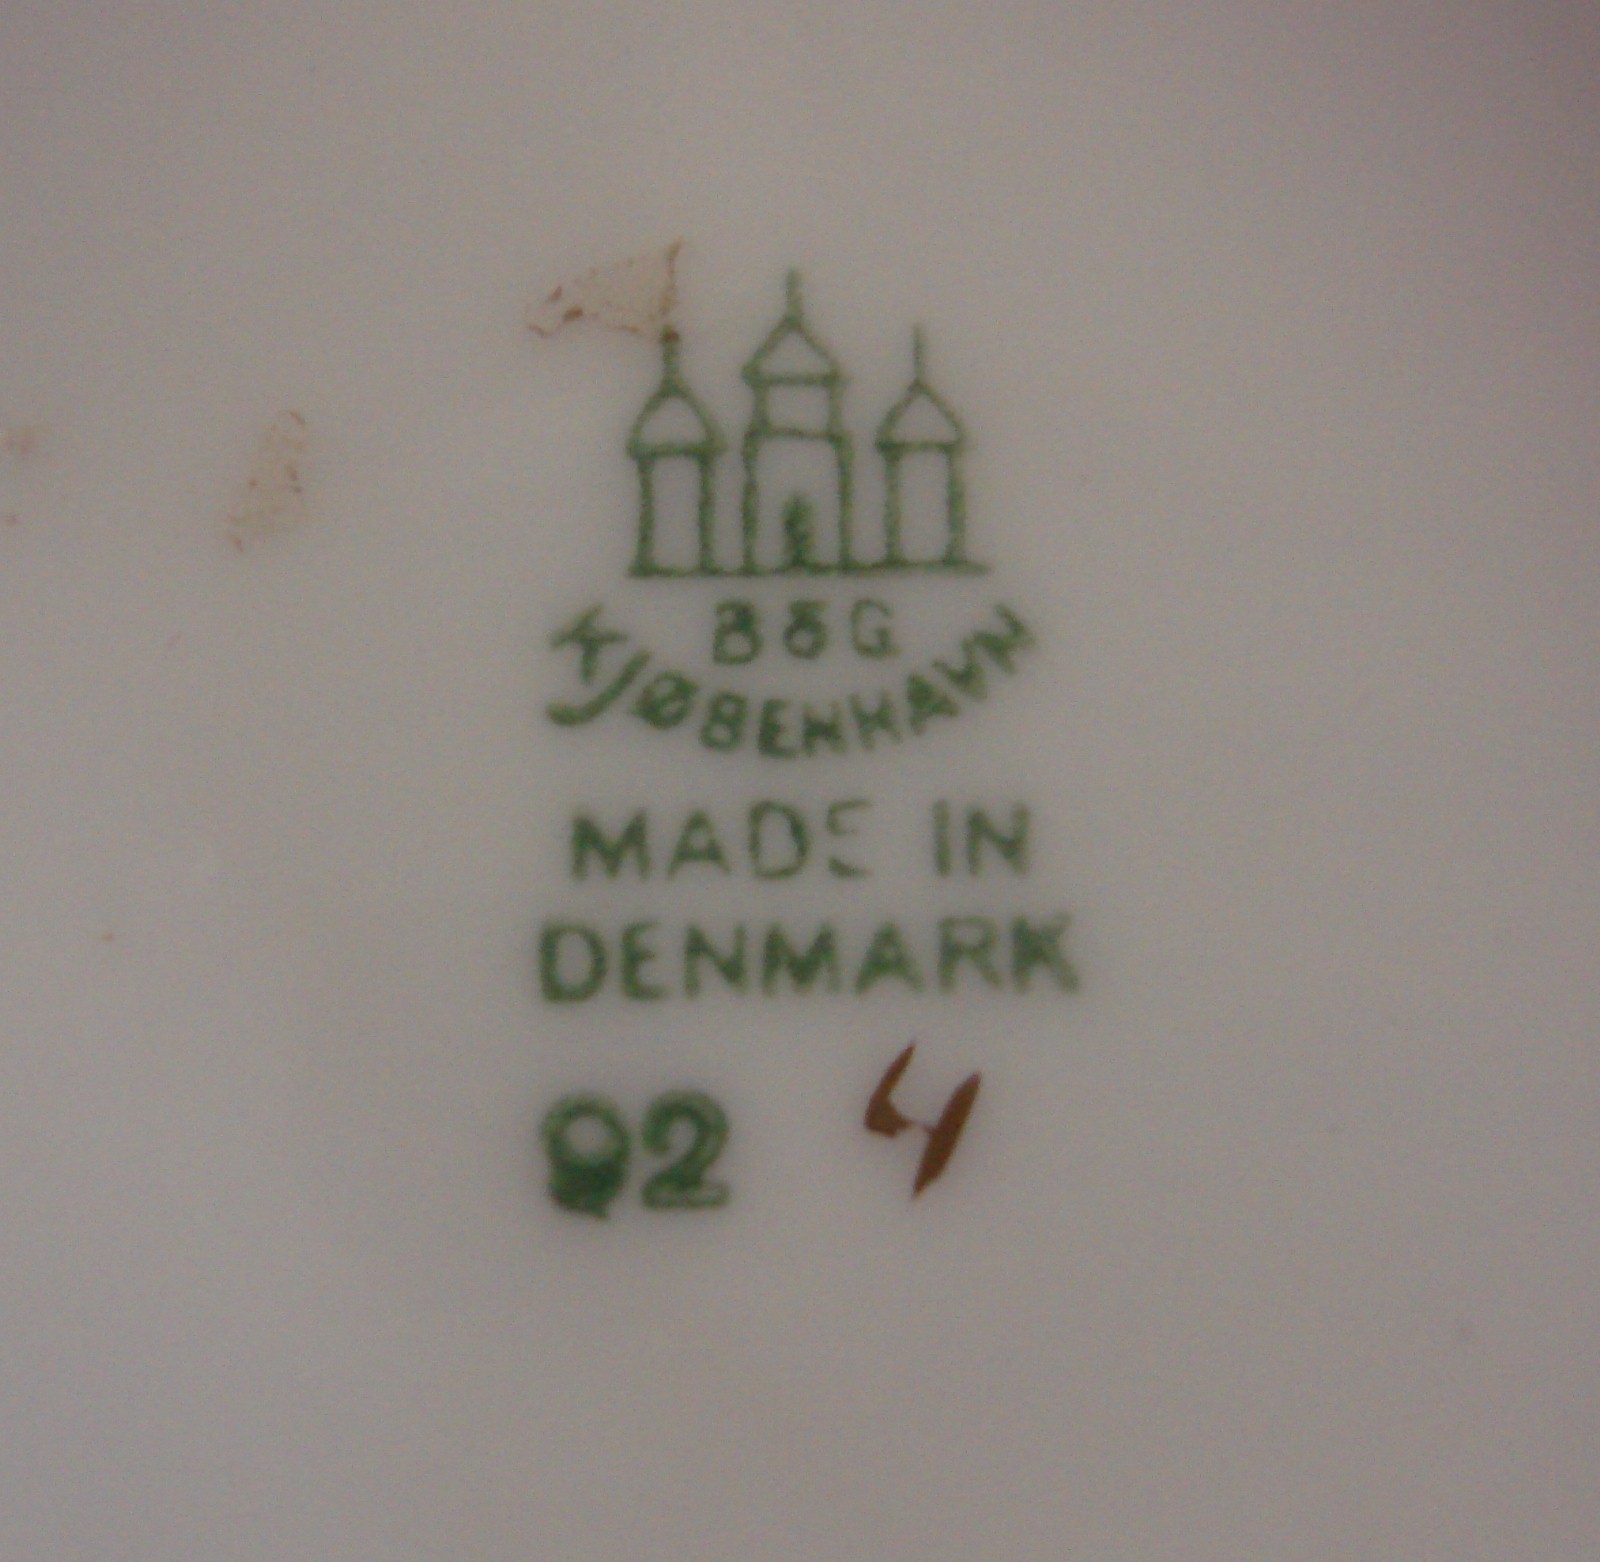 B&G
KJØBENHAVN
MADE IN
DENMARK
92 4